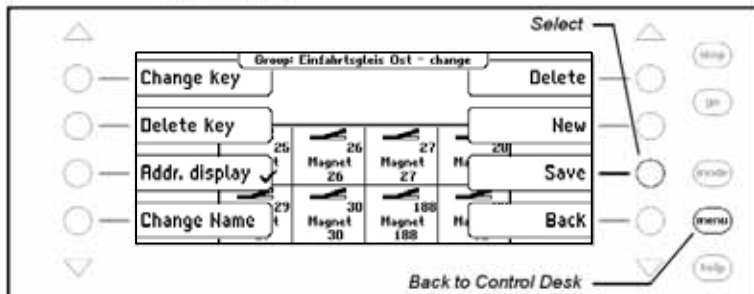 Select
Group: Einfahrtsgleis Ost - change
Change key
Delete
stop
go
Delete key
New
25 26 27 28
Magnet Magnet
26 27
Addr. display ✓
Save
mode
29 30 188
Magnet Magnet
30 188
Change Name
Back
menu
help
Back to Control Desk